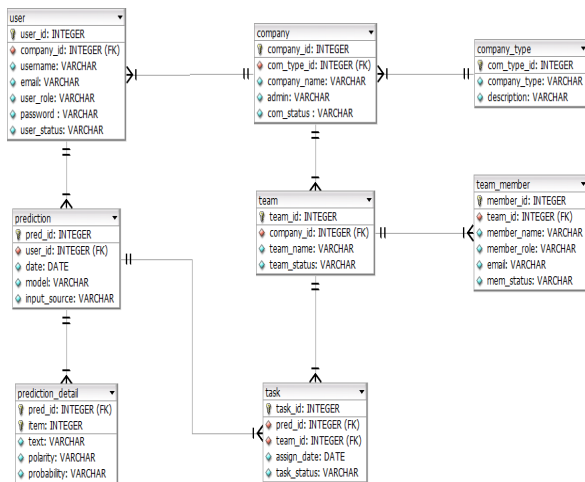 user
user_id: INTEGER
company_id: INTEGER (FK)
username: VARCHAR
email: VARCHAR
user_role: VARCHAR
password : VARCHAR
user_status: VARCHAR
company
company_id: INTEGER
com_type_id: INTEGER (FK)
company_name: VARCHAR
admin: VARCHAR
com_status : VARCHAR
company_type
com_type_id: INTEGER
company_type: VARCHAR
description: VARCHAR
prediction
pred_id: INTEGER
user_id: INTEGER (FK)
date: DATE
model: VARCHAR
input_source: VARCHAR
team
team_id: INTEGER
company_id: INTEGER (FK)
team_name: VARCHAR
team_status: VARCHAR
team_member
member_id: INTEGER
team_id: INTEGER (FK)
member_name: VARCHAR
member_role: VARCHAR
email: VARCHAR
mem_status: VARCHAR
prediction_detail
pred_id: INTEGER (FK)
item: INTEGER
text: VARCHAR
polarity: VARCHAR
probability: VARCHAR
task
task_id: INTEGER
pred_id: INTEGER (FK)
team_id: INTEGER (FK)
assign_date: DATE
task_status: VARCHAR